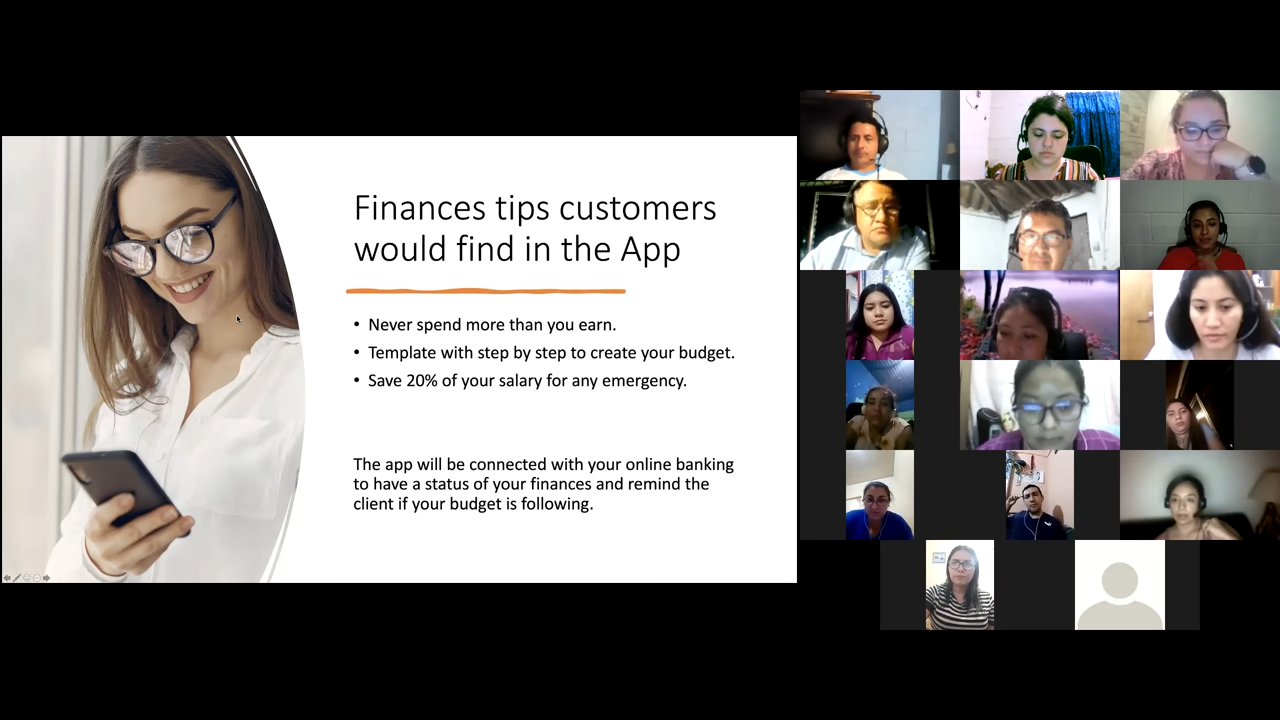 Finances tips customers
would find in the App
• Never spend more than you earn.
• Template with step by step to create your budget.
• Save 20% of your salary for any emergency.
The app will be connected with your online banking
to have a status of your finances and remind the
client if your budget is following.